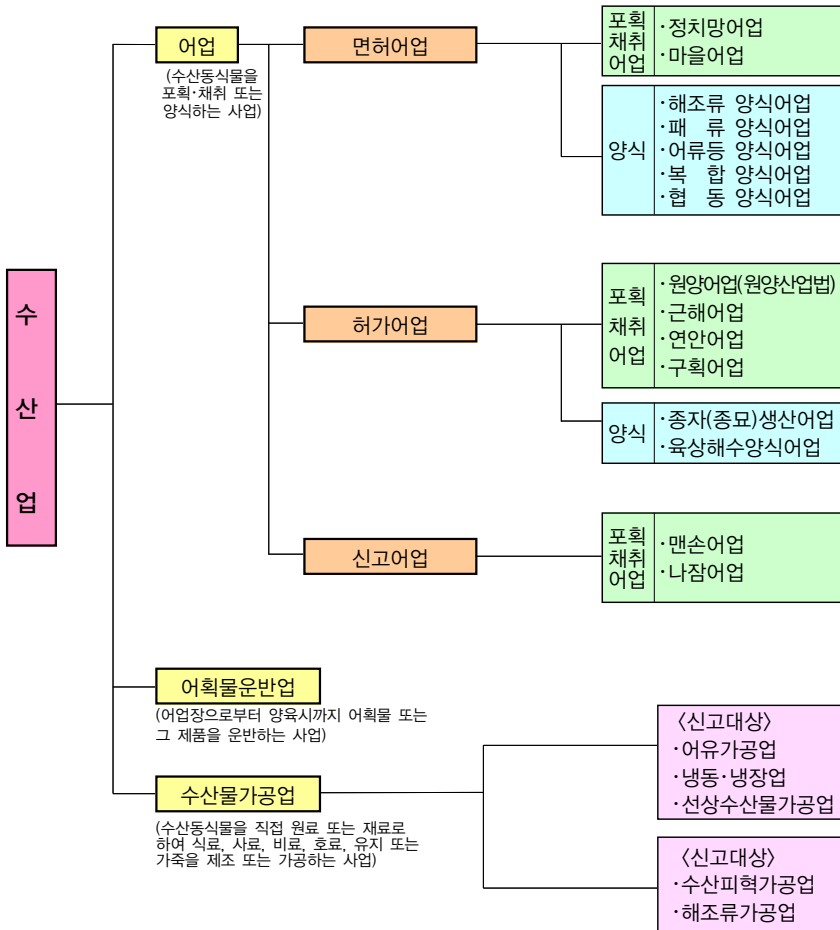 수
산
업
어업
(수산동식물을
포획·채취 또는
양식하는 사업)
면허어업
포획
채취
어업
·정치망어업
·마을어업
양식
·해조류 양식어업
·패 류 양식어업
·어류등 양식어업
·복 합 양식어업
·협 동 양식어업
허가어업
포획
채취
어업
·원양어업(원양산업법)
·근해어업
·연안어업
·구획어업
양식
·종자(종묘)생산어업
·육상해수양식어업
신고어업
포획
채취
어업
·맨손어업
·나잠어업
어획물운반업
(어업장으로부터 양육시까지 어획물 또는
그 제품을 운반하는 사업)
수산물가공업
(수산동식물을 직접 원료 또는 재료로
하여 식료, 사료, 비료, 호료, 유지 또는
가죽을 제조 또는 가공하는 사업)
〈신고대상〉
·어유가공업
·냉동·냉장업
·선상수산물가공업
〈신고대상〉
·수산피혁가공업
·해조류가공업